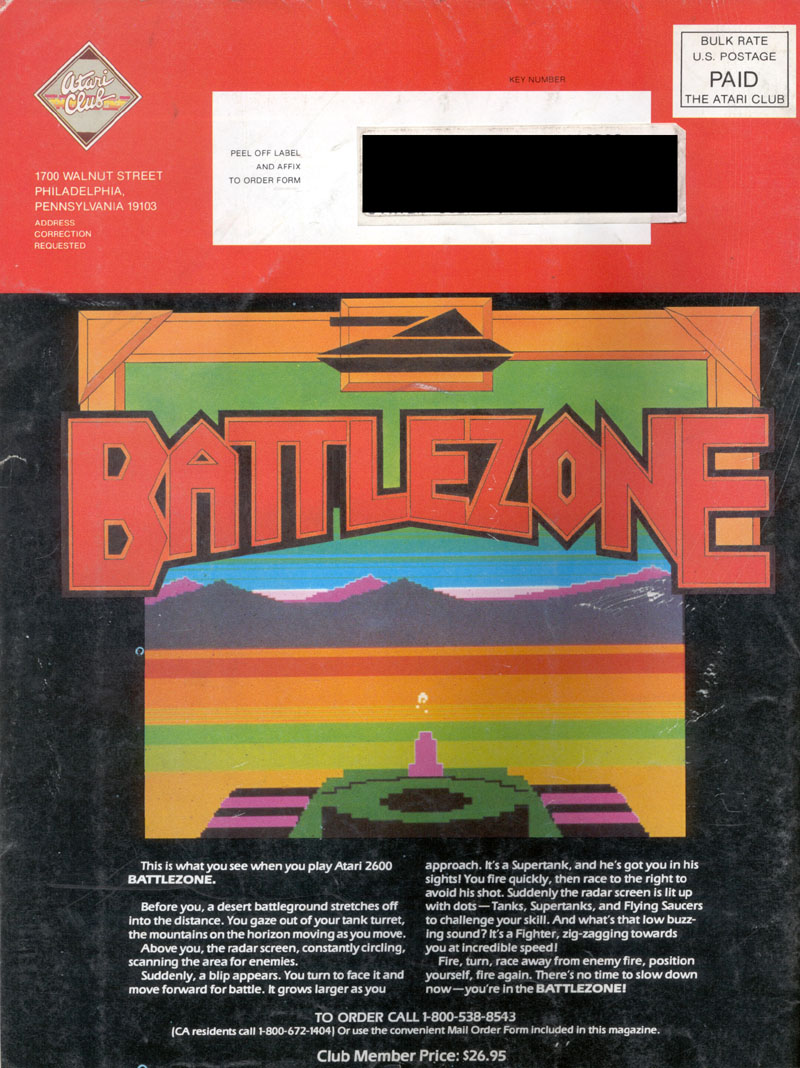 Atari
Club
1700 WALNUT STREET
PHILADELPHIA,
PENNSYLVANIA 19103
ADDRESS
CORRECTION
REQUESTED
KEY NUMBER
PEEL OFF LABEL
AND AFFIX
TO ORDER FORM
BULK RATE
U.S. POSTAGE
PAID
THE ATARI CLUB
BATTLEZONE
This is what you see when you play Atari 2600
BATTLEZONE.
Before you, a desert battleground stretches off
into the distance. You gaze out of your tank turret,
the mountains on the horizon moving as you move.
Above you, the radar screen, constantly circling,
scanning the area for enemies.
Suddenly, a blip appears. You turn to face it and
move forward for battle. It grows larger as you
approach. It's a Supertank, and he's got you in his
sights! You fire quickly, then race to the right to
avoid his shot. Suddenly the radar screen is lit up
with dots—Tanks, Supertanks, and Flying Saucers
to challenge your skill. And what's that low buzz-
ing sound? It's a Fighter, zig-zagging towards
you at incredible speed!
Fire, turn, race away from enemy fire, position
yourself, fire again. There's no time to slow down
now—you're in the BATTLEZONE!
TO ORDER CALL 1-800-538-8543
(CA residents call 1-800-672-1404) Or use the convenient Mail Order Form included in this magazine.
Club Member Price: $26.95